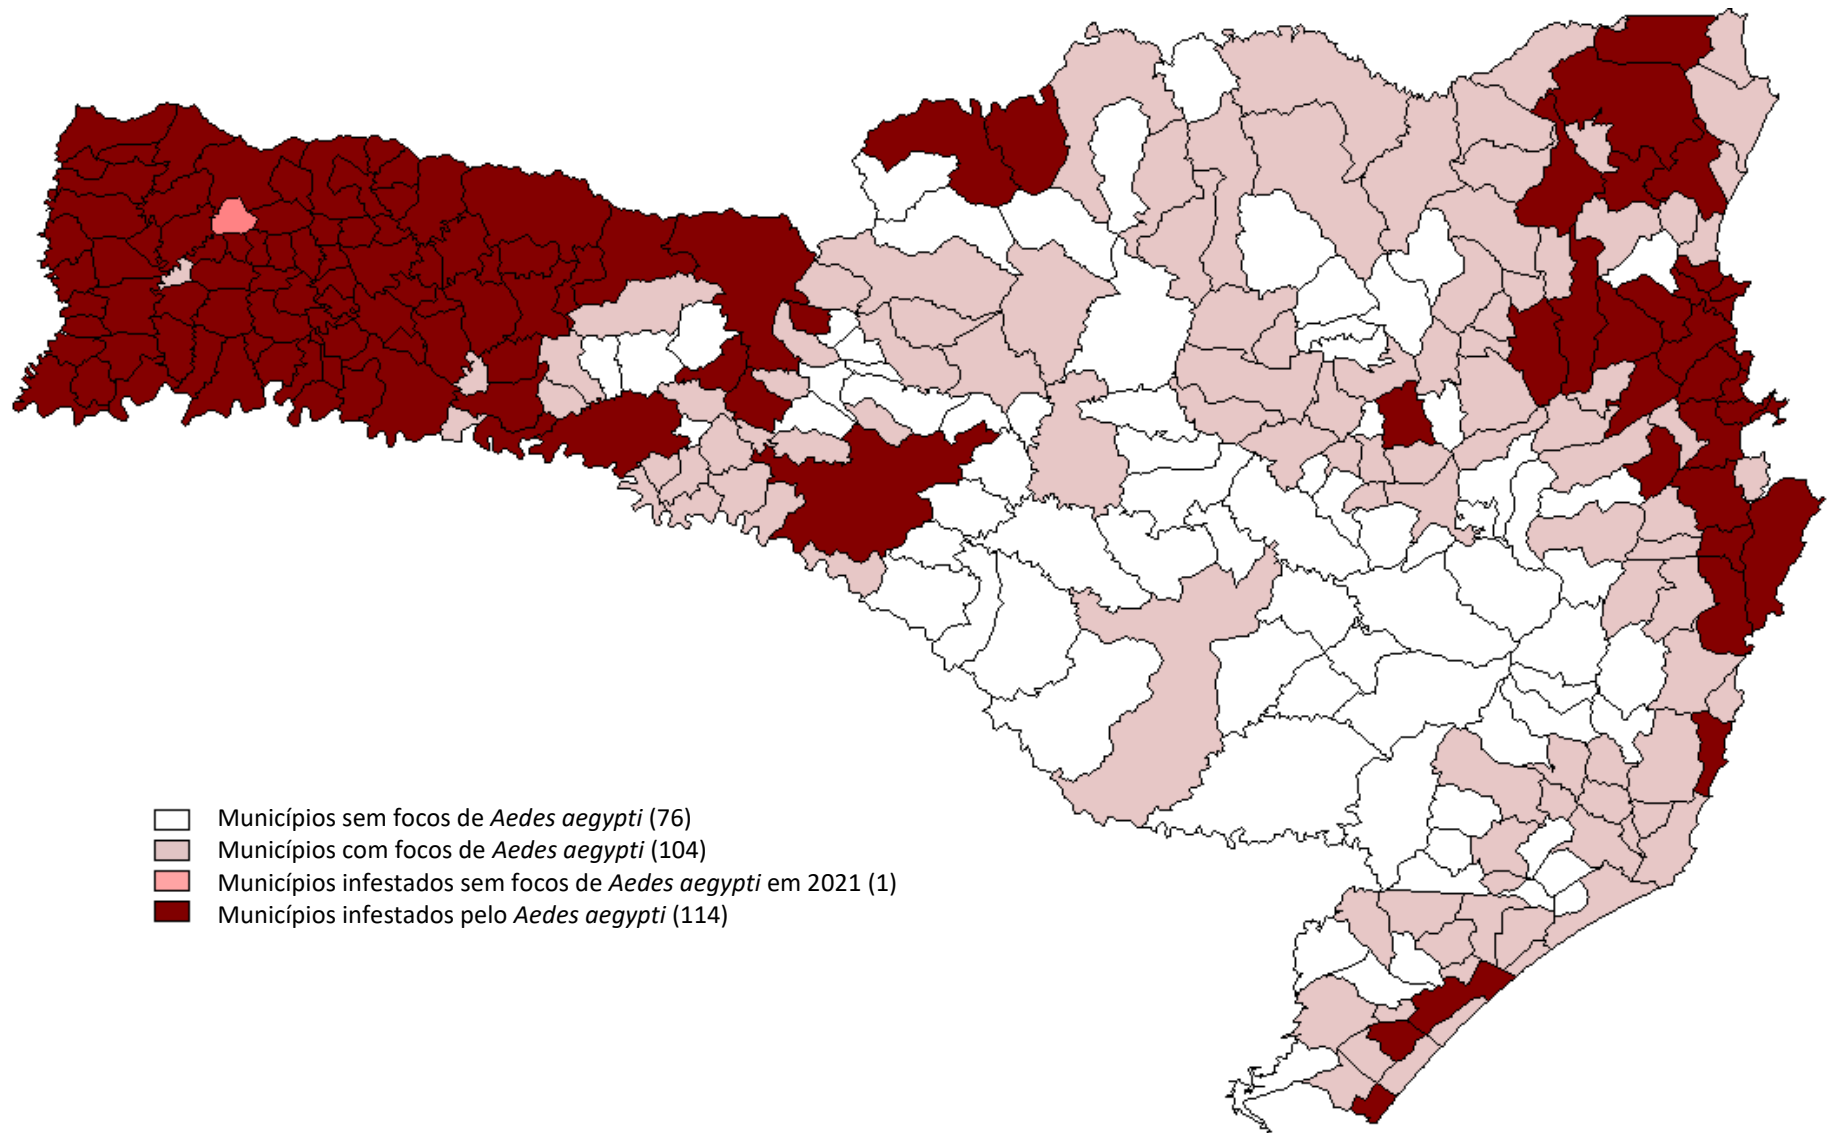 Municípios sem focos de Aedes aegypti (76)
Municípios com focos de Aedes aegypti (104)
Municípios infestados sem focos de Aedes aegypti em 2021 (1)
Municípios infestados pelo Aedes aegypti (114)